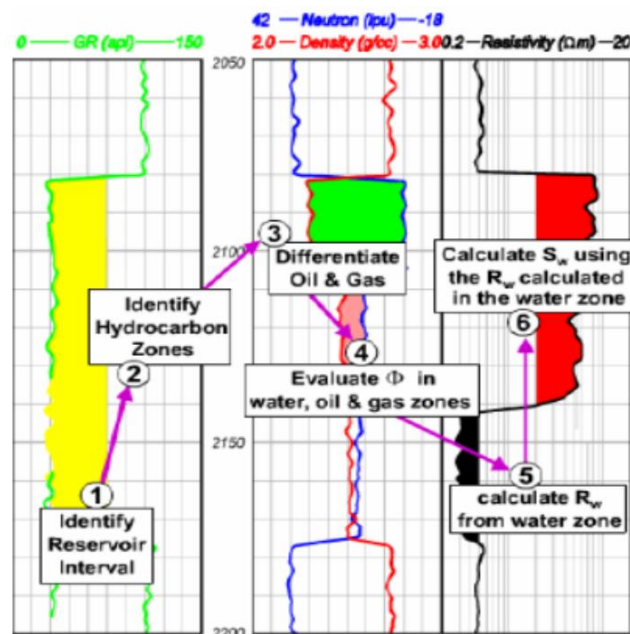 42 — Neutron (lpu) — -18
0 —— GR (api) —— 150
2.0 — Density (g/cc) — 3.0
0.2 — Resistivity (Ωm) — 20
2050
2100
2150
2200
1
Identify
Reservoir
Interval
2
Identify
Hydrocarbon
Zones
3
Differentiate
Oil & Gas
4
Evaluate Φ in
water, oil & gas zones
5
calculate Rw
from water zone
6
Calculate Sw using
the Rw calculated
in the water zone